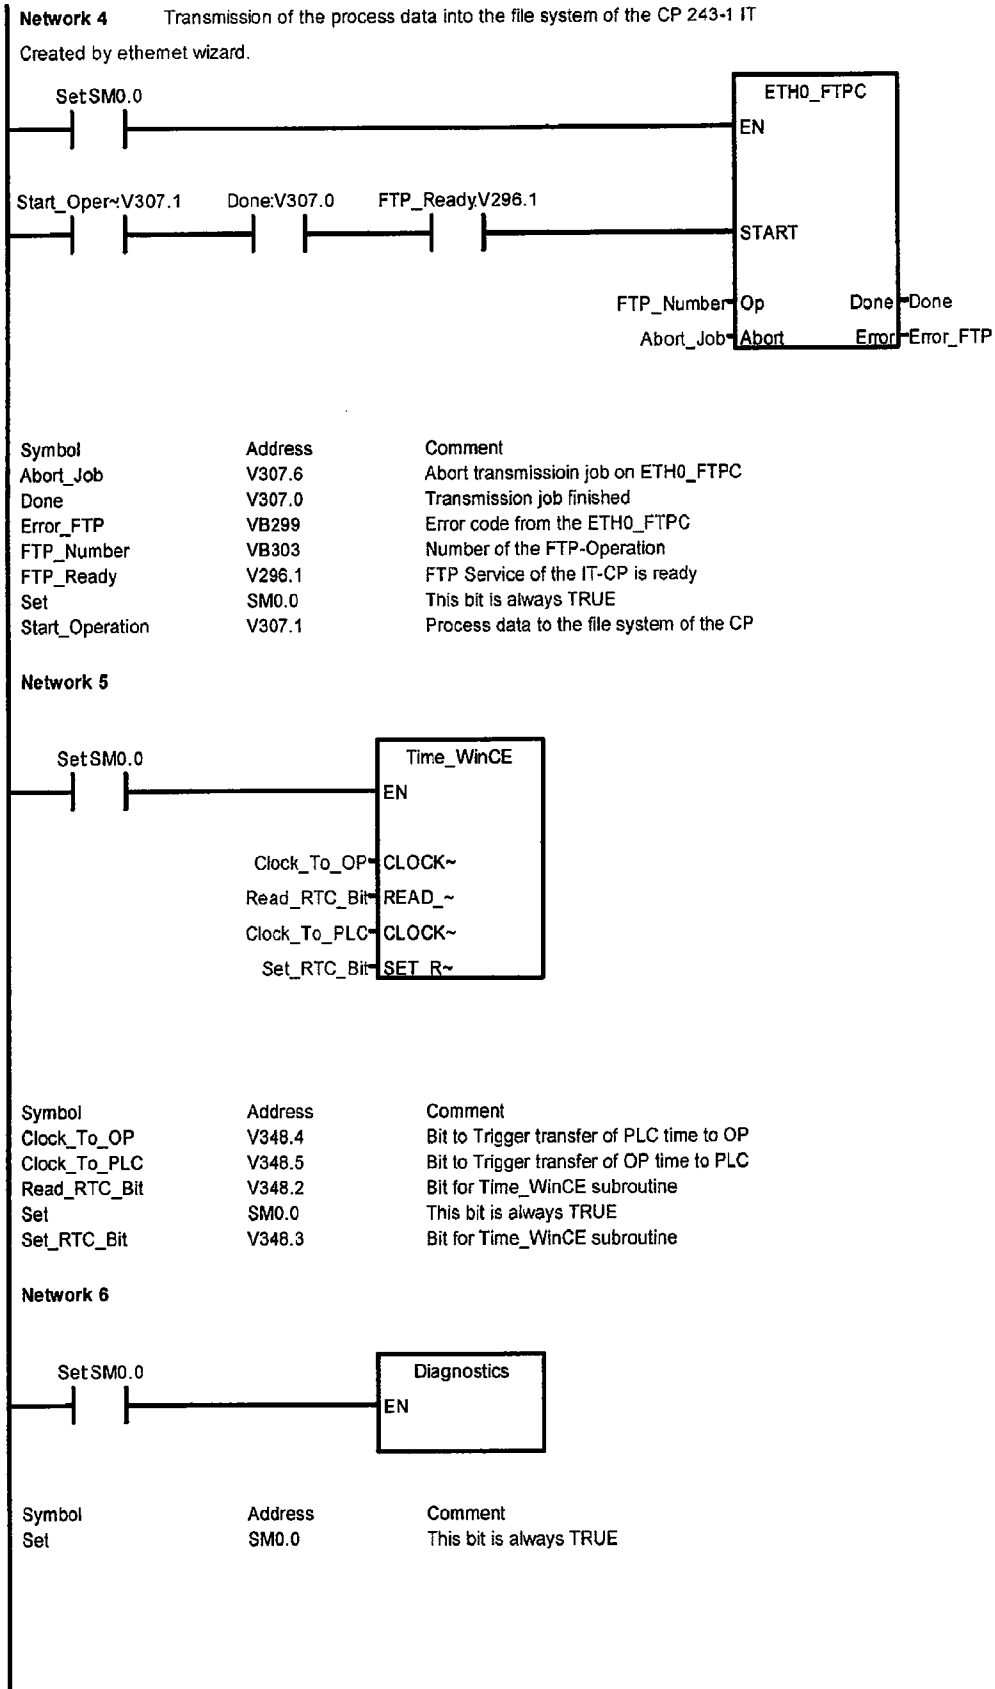 Network 4 Transmission of the process data into the file system of the CP 243-1 IT
Created by ethernet wizard.
Set:SM0.0
ETH0_FTPC
EN
Start_Oper~:V307.1 Done:V307.0 FTP_Ready:V296.1
START
FTP_Number Op Done Done
Abort_Job Abort Error Error_FTP
Symbol Address Comment
Abort_Job V307.6 Abort transmissioin job on ETH0_FTPC
Done V307.0 Transmission job finished
Error_FTP VB299 Error code from the ETH0_FTPC
FTP_Number VB303 Number of the FTP-Operation
FTP_Ready V296.1 FTP Service of the IT-CP is ready
Set SM0.0 This bit is always TRUE
Start_Operation V307.1 Process data to the file system of the CP
Network 5
Set:SM0.0 Time_WinCE
EN
Clock_To_OP CLOCK~
Read_RTC_Bit READ_~
Clock_To_PLC CLOCK~
Set_RTC_Bit SET_R~
Symbol Address Comment
Clock_To_OP V348.4 Bit to Trigger transfer of PLC time to OP
Clock_To_PLC V348.5 Bit to Trigger transfer of OP time to PLC
Read_RTC_Bit V348.2 Bit for Time_WinCE subroutine
Set SM0.0 This bit is always TRUE
Set_RTC_Bit V348.3 Bit for Time_WinCE subroutine
Network 6
Set:SM0.0 Diagnostics
EN
Symbol Address Comment
Set SM0.0 This bit is always TRUE